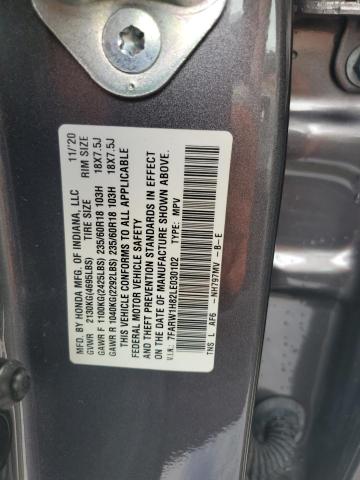 MFD. BY HONDA MFG. OF INDIANA, LLC 11/'20
GVWR 2130KG(4695LBS) TIRE SIZE RIM SIZE
GAWR F 1100KG(2425LBS) 235/60R18 103H 18X7.5J
GAWR R 1040KG(2292LBS) 235/60R18 103H 18X7.5J
THIS VEHICLE CONFORMS TO ALL APPLICABLE
FEDERAL MOTOR VEHICLE SAFETY
AND THEFT PREVENTION STANDARDS IN EFFECT
ON THE DATE OF MANUFACTURE SHOWN ABOVE.
V.I.N.: 7FARW1H82LE030102 TYPE: MPV
TNS L AF6 -NH797MV -B-E